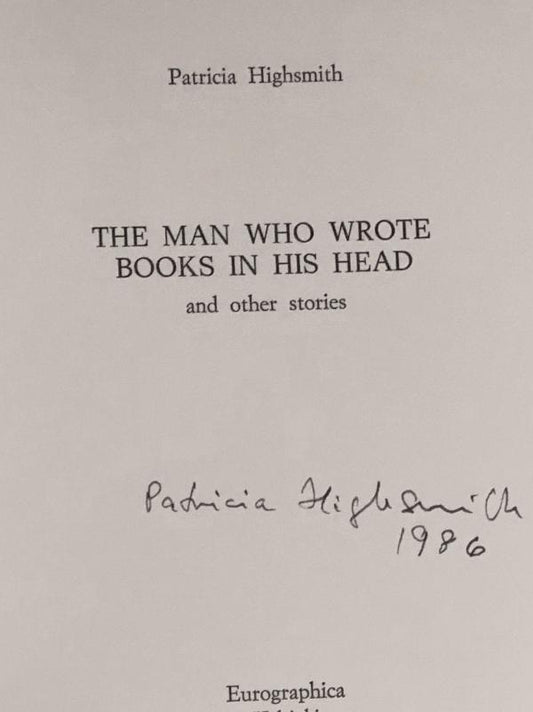 Patricia Highsmith
THE MAN WHO WROTE
BOOKS IN HIS HEAD
and other stories
Patricia Highsmith
1986
Eurographica